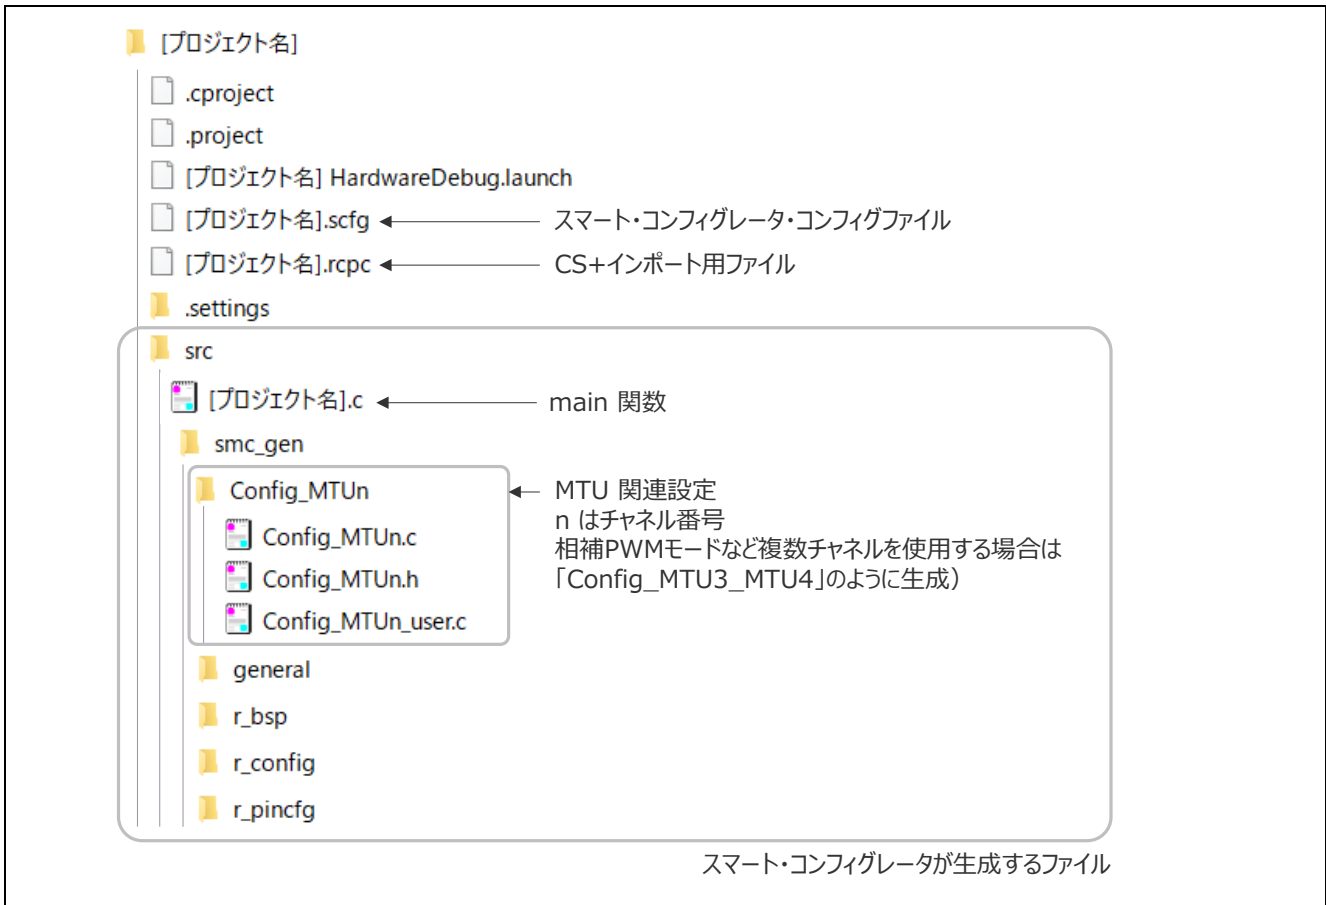 [プロジェクト名]
.cproject
.project
[プロジェクト名] HardwareDebug.launch
[プロジェクト名].scfg スマート・コンフィグレータ・コンフィグファイル
[プロジェクト名].rcpc CS+インポート用ファイル
.settings
src
[プロジェクト名].c main 関数
smc_gen
Config_MTUn MTU 関連設定
n はチャネル番号
Config_MTUn.c 相補PWMモードなど複数チャネルを使用する場合は
Config_MTUn.h 「Config_MTU3_MTU4」のように生成)
Config_MTUn_user.c
general
r_bsp
r_config
r_pincfg
スマート・コンフィグレータが生成するファイル